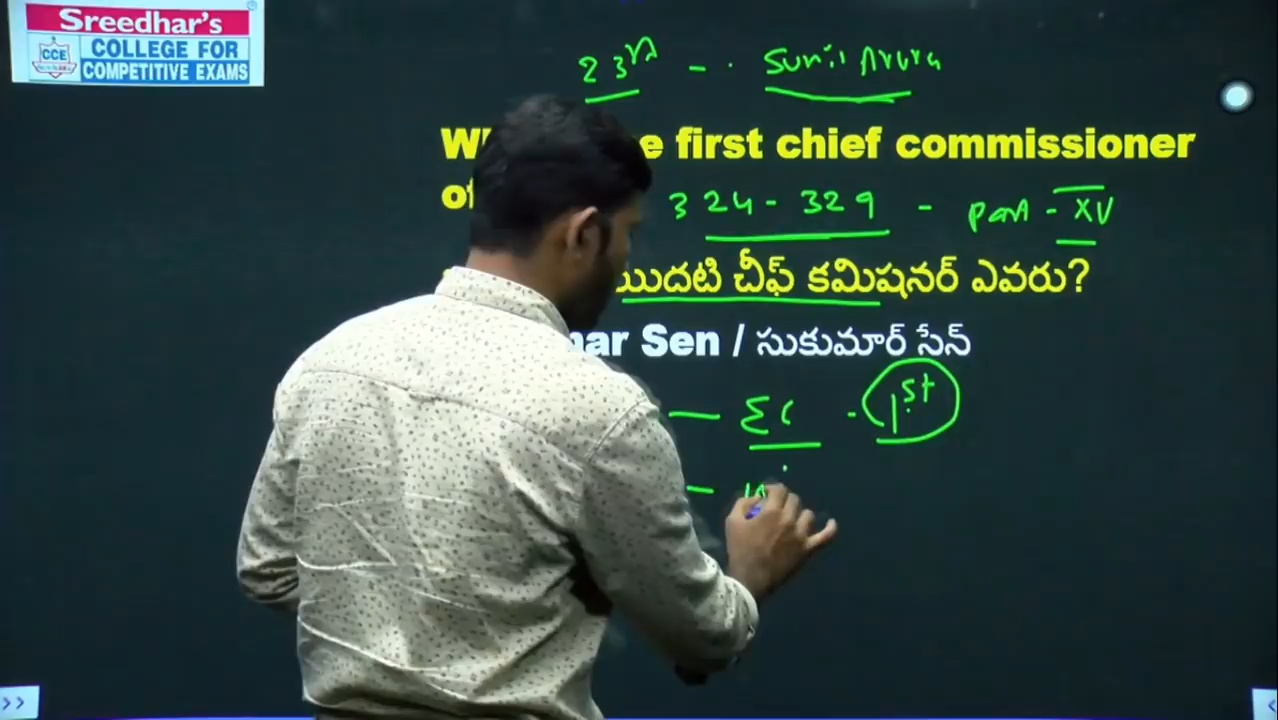 Sreedhar's
CCE
COLLEGE FOR
COMPETITIVE EXAMS
23rd - Sunil Arora
first chief commissioner
324 - 329 - part - XV
మొదటి చీఫ్ కమిషనర్ ఎవరు?
Sen / సుకుమార్ సేన్
- EC - 1st